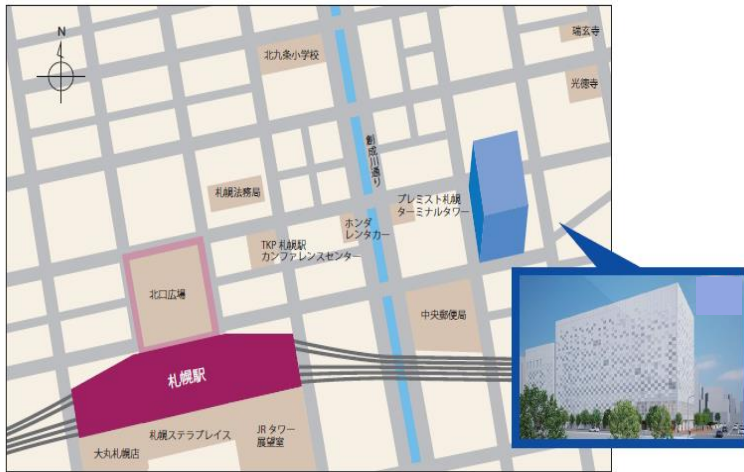 N
北九条小学校
瑞玄寺
光徳寺
創成川通り
札幌法務局
プレミスト札幌
ターミナルタワー
ホンダ
レンタカー
TKP 札幌駅
カンファレンスセンター
北口広場
中央郵便局
札幌駅
札幌ステラプレイス
JR タワー
展望室
大丸札幌店